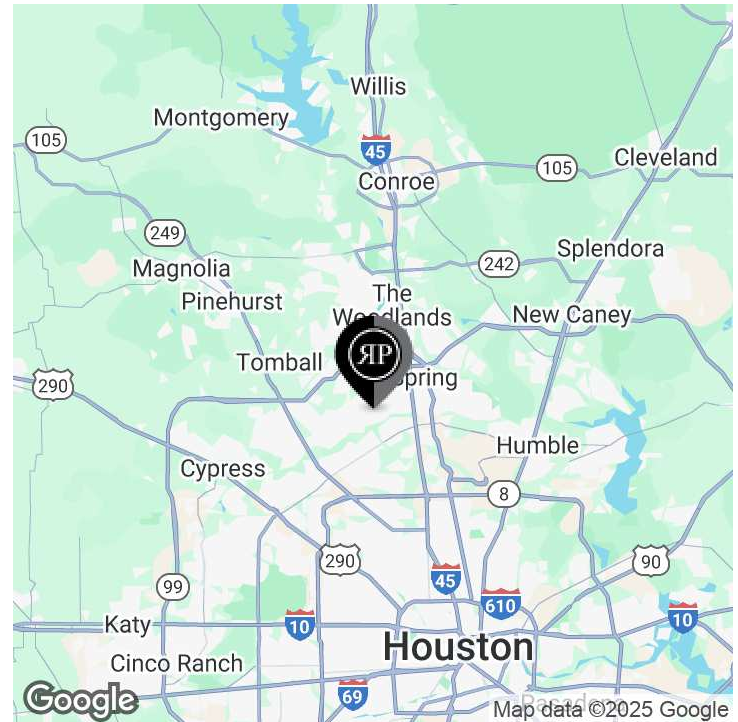 Willis
Montgomery
105
45
Cleveland
105
Conroe
249
Splendora
242
Magnolia
The
Woodlands
Pinehurst
New Caney
ЯP
Tomball
Spring
290
Humble
Cypress
8
290
90
45
99
610
10
10
Katy
Houston
Cinco Ranch
69
Google
Pasadena
Map data ©2025 Google